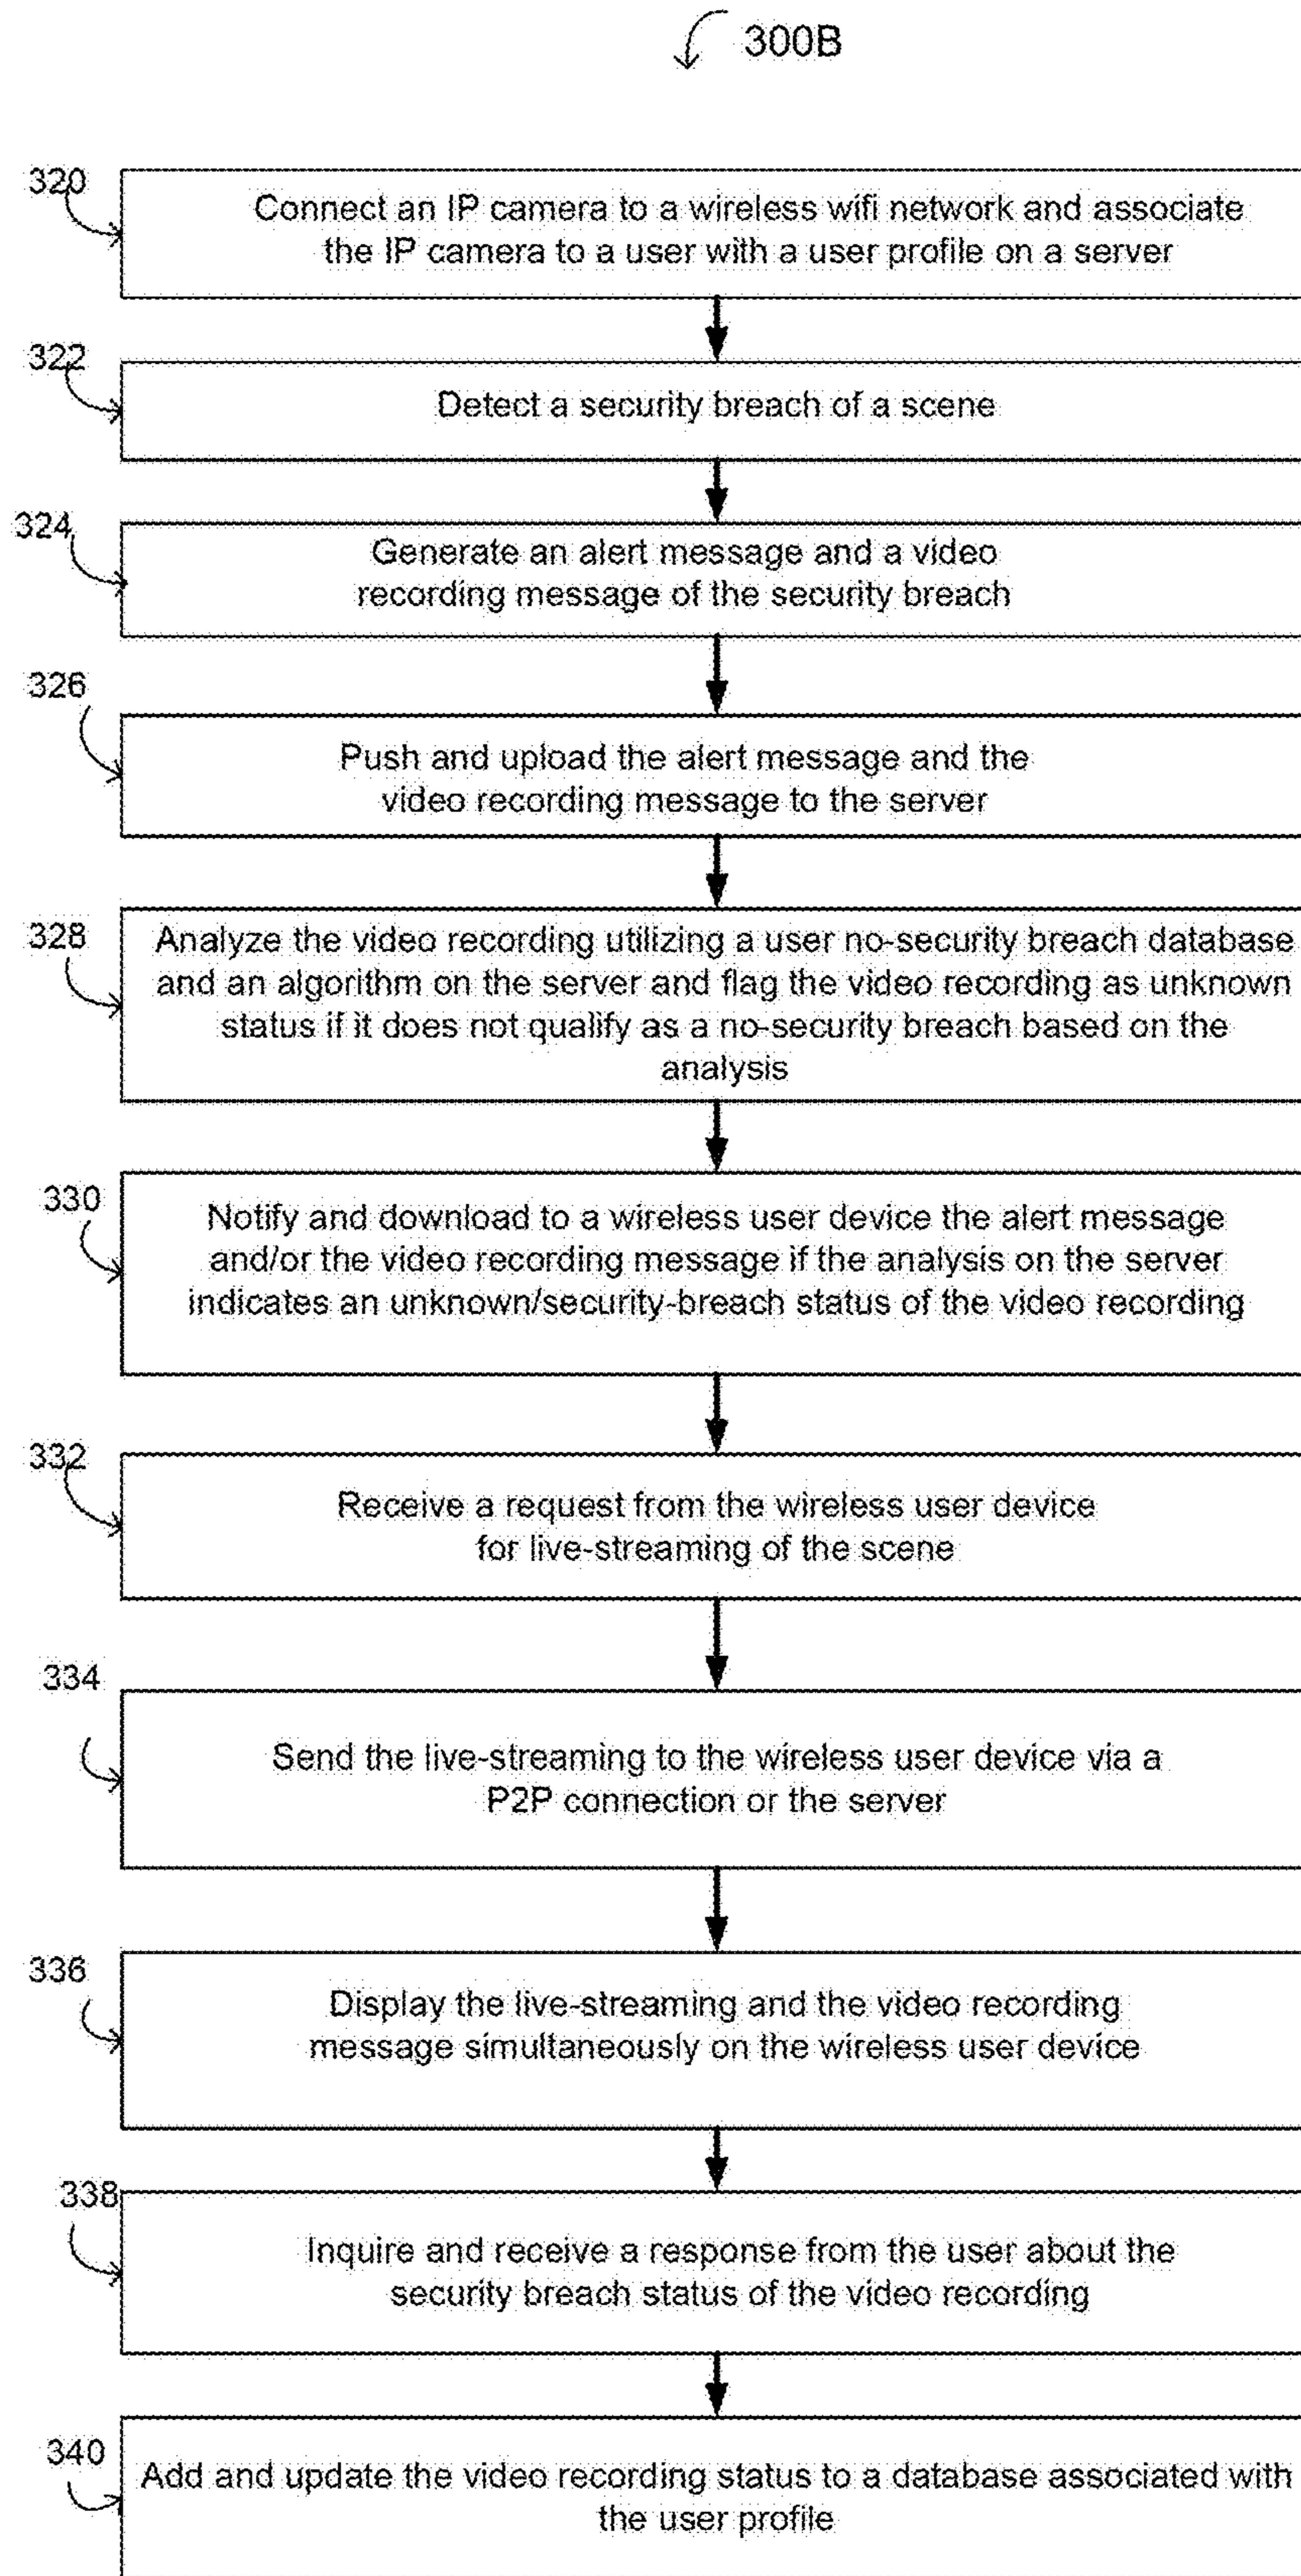 300B
320
Connect an IP camera to a wireless wifi network and associate
the IP camera to a user with a user profile on a server
322
Detect a security breach of a scene
324
Generate an alert message and a video
recording message of the security breach
326
Push and upload the alert message and the
video recording message to the server
328
Analyze the video recording utilizing a user no-security breach database
and an algorithm on the server and flag the video recording as unknown
status if it does not qualify as a no-security breach based on the
analysis
330
Notify and download to a wireless user device the alert message
and/or the video recording message if the analysis on the server
indicates an unknown/security-breach status of the video recording
332
Receive a request from the wireless user device
for live-streaming of the scene
334
Send the live-streaming to the wireless user device via a
P2P connection or the server
336
Display the live-streaming and the video recording
message simultaneously on the wireless user device
338
Inquire and receive a response from the user about the
security breach status of the video recording
340
Add and update the video recording status to a database associated with
the user profile